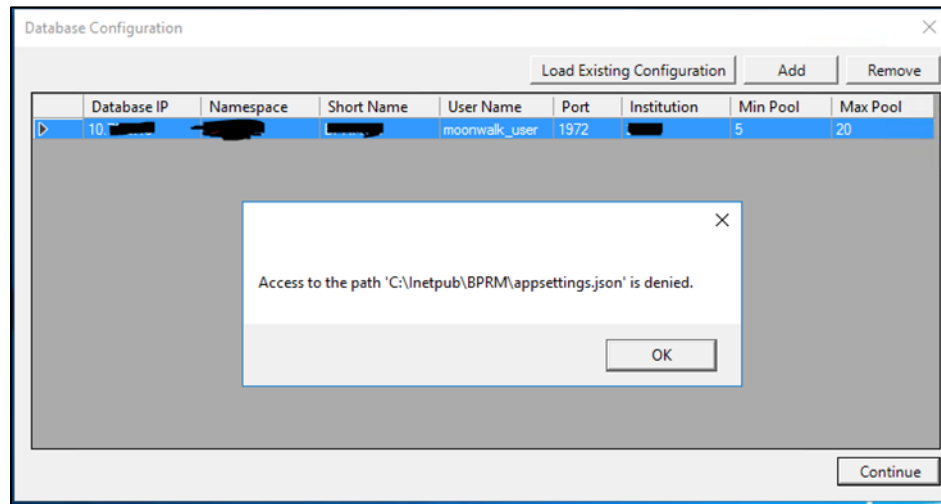 Database Configuration
Load Existing Configuration Add Remove
Database IP Namespace Short Name User Name Port Institution Min Pool Max Pool
10. moonwalk_user 1972 5 20
Access to the path 'C:\Inetpub\BPRM\appsettings.json' is denied.
OK
Continue